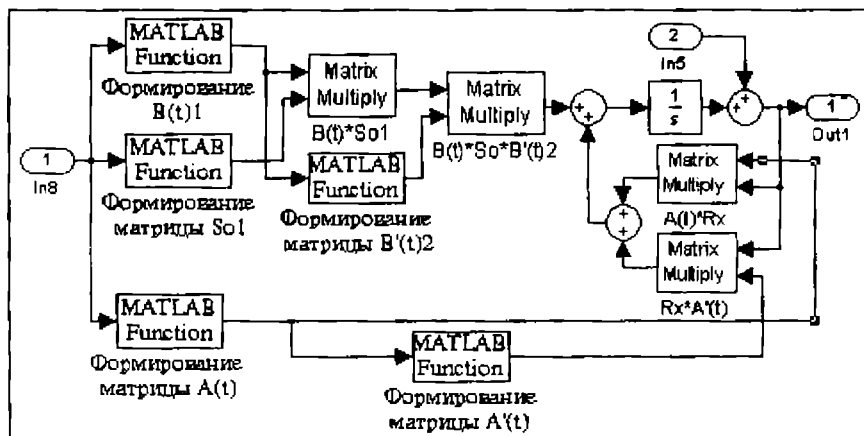 MATLAB
Function
Формирование
B(t)1
1
In8
MATLAB
Function
Формирование
матрицы So1
Matrix
Multiply
B(t)*So1
MATLAB
Function
Формирование
матрицы B'(t)2
Matrix
Multiply
B(t)*So*B'(t)2
+
+
1
s
2
In5
+
+
1
Out1
Matrix
Multiply
A(t)*Rx
+
+
Matrix
Multiply
Rx*A'(t)
MATLAB
Function
Формирование
матрицы A(t)
MATLAB
Function
Формирование
матрицы A'(t)